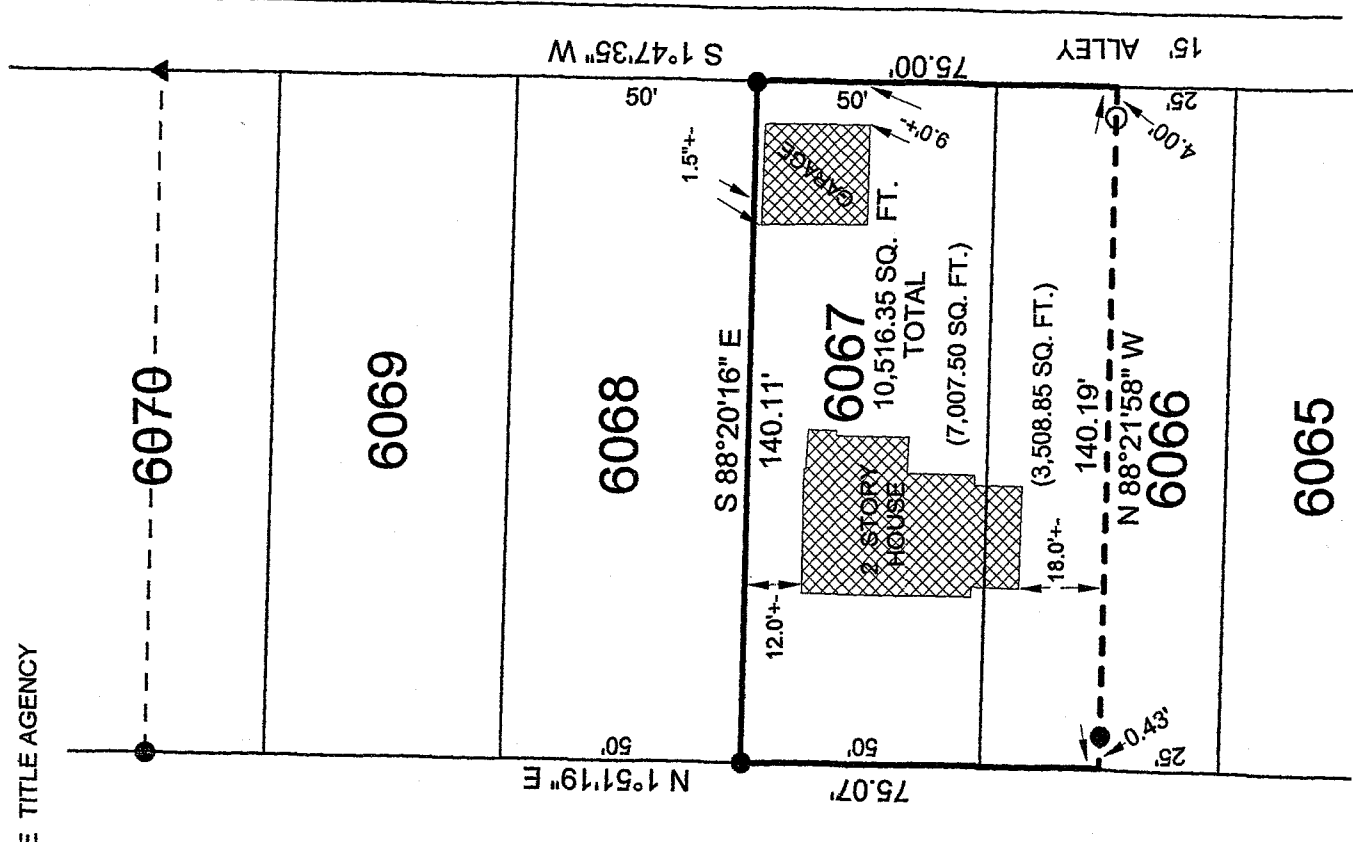 E TITLE AGENCY
S 1°47'35" W
75.00'
15' ALLEY
50'
50'
25'
9.0'+-
4.00'
1.5"+-
GARAGE
6070
6069
6068
S 88°20'16" E
140.11'
6067
10,516.35 SQ. FT.
TOTAL
(7,007.50 SQ. FT.)
(3,508.85 SQ. FT.)
140.19'
N 88°21'58" W
6066
6065
2 STORY
HOUSE
12.0'+-
18.0'+-
0.43'
50'
50'
25'
N 1°51'19" E
75.07'